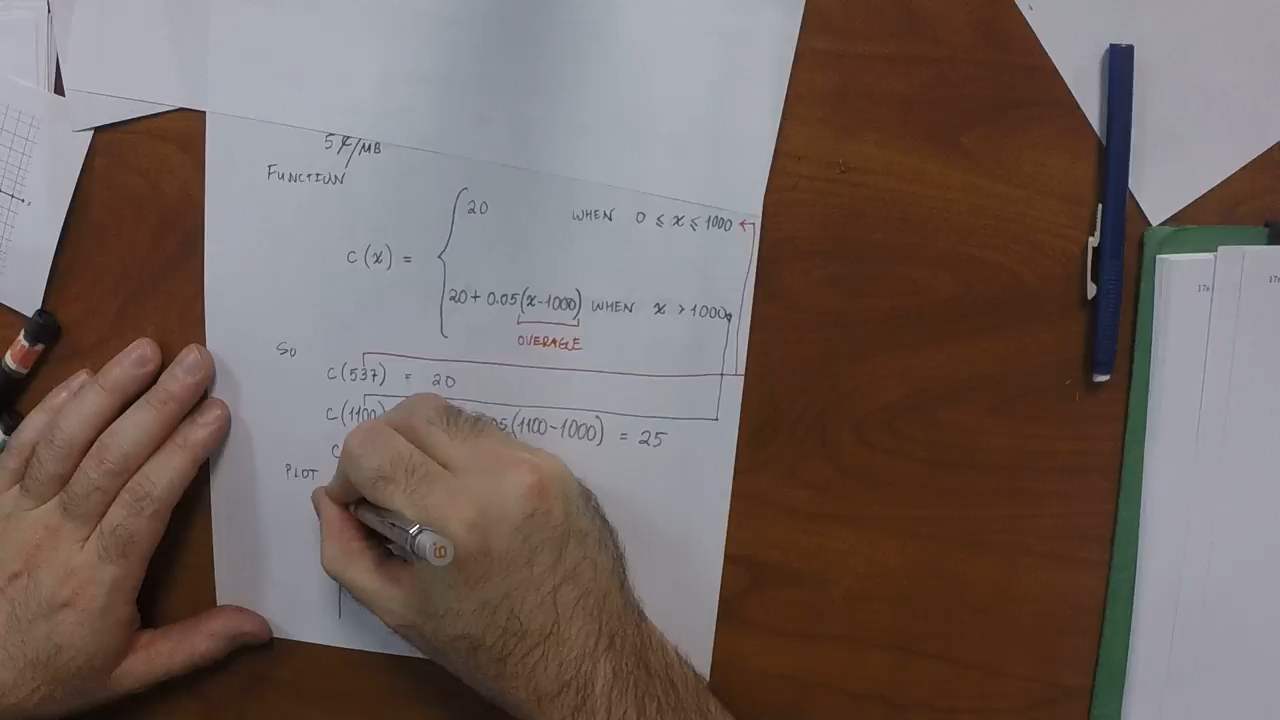 5¢/MB
FUNCTION
20 WHEN 0 ≤ x ≤ 1000
C(x) =
20 + 0.05(x-1000) WHEN x > 1000
OVERAGE
SO
C(537) = 20
C(1100) .05(1100-1000) = 25
C
PLOT